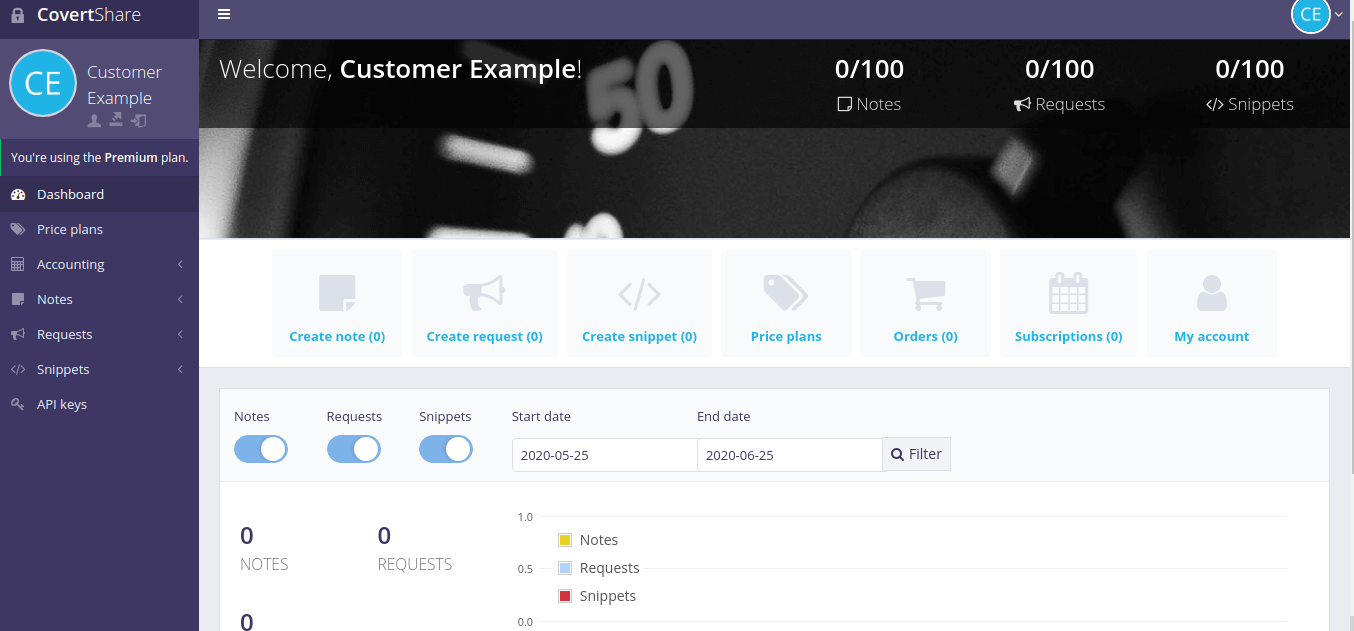 CovertShare
CE
CE
Customer
Example
You're using the Premium plan.
Dashboard
Price plans
Accounting
Notes
Requests
Snippets
API keys
Welcome, Customer Example!
50
0/100
Notes
0/100
Requests
0/100
Snippets
Create note (0)
Create request (0)
Create snippet (0)
Price plans
Orders (0)
Subscriptions (0)
My account
Notes
Requests
Snippets
Start date
End date
2020-05-25
2020-06-25
Filter
0
NOTES
0
REQUESTS
0
1.0
Notes
0.5
Requests
Snippets
0.0